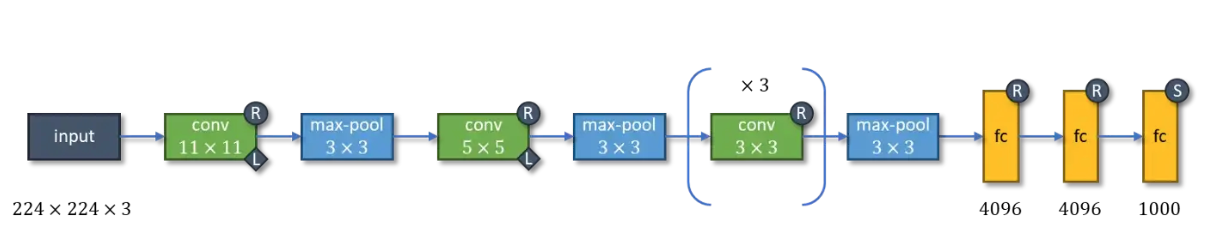 × 3
input
conv
11 × 11
R
L
max-pool
3 × 3
conv
5 × 5
R
L
max-pool
3 × 3
conv
3 × 3
R
max-pool
3 × 3
fc
R
fc
R
fc
S
224 × 224 × 3
4096
4096
1000